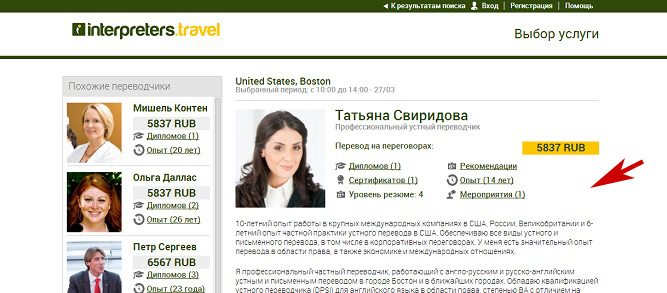 К результатам поиска Вход Регистрация Помощь
interpreters.travel
Выбор услуги
Похожие переводчики
Мишель Контен
5837 RUB
Дипломов (1)
Опыт (20 лет)
Ольга Даллас
5837 RUB
Дипломов (2)
Опыт (26 лет)
Петр Сергеев
6567 RUB
Дипломов (3)
Опыт (23 года)
United States, Boston
Выбранный период: с 10:00 до 14:00 - 27/03
Татьяна Свиридова
Профессиональный устный переводчик
Перевод на переговорах: 5837 RUB
Дипломов (1) Рекомендации
Сертификатов (1) Опыт (14 лет)
Уровень резюме: 4 Мероприятия (1)
10-летний опыт работы в крупных международных компаниях в США, России, Великобритании и 6-
летний опыт частной практики устного перевода в США. Обеспечиваю все виды устного и
письменного перевода, в том числе в корпоративных переговорах. У меня есть значительный опыт
перевода в области права, а также экономике и международных отношениях.
Я профессиональный частный переводчик, работающий с англо-русским и русско-английский
устным и письменным переводом в городе Бостон и в ближайших городах. Обладаю квалификацией
устного переводчика (DPSI) для английского языка в области права, степенью BA с отличием на